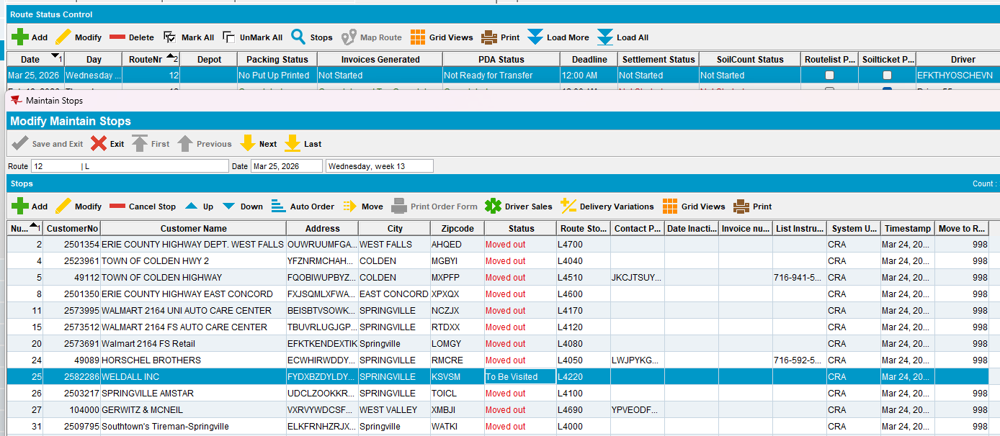 Route Status Control
Add Modify Delete Mark All UnMark All Stops Map Route Grid Views Print Load More Load All
Date 1 Day RouteNr 2 Depot Packing Status Invoices Generated PDA Status Deadline Settlement Status SoilCount Status Routelist P... Soilticket P... Driver
Mar 25, 2026 Wednesday ... 12 No Put Up Printed Not Started Not Ready for Transfer 12:00 AM Not Started Not Started EFKTHYOSCHEVN
Maintain Stops
Modify Maintain Stops
Save and Exit Exit First Previous Next Last
Route 12 | L Date Mar 25, 2026 Wednesday, week 13
Stops Count :
Add Modify Cancel Stop Up Down Auto Order Move Print Order Form Driver Sales Delivery Variations Grid Views Print
Nu... 1 CustomerNo Customer Name Address City Zipcode Status Route Sto... Contact P... Date Inacti... Invoice nu... List Instru... System U... Timestamp Move to R...
2 2501354 ERIE COUNTY HIGHWAY DEPT. WEST FALLS OUWRUUMFGA... WEST FALLS AHQED Moved out L4700 CRA Mar 24, 20... 998
4 2523961 TOWN OF COLDEN HWY 2 YFZNRMCHAH... COLDEN MGBYI Moved out L4040 CRA Mar 24, 20... 998
5 49112 TOWN OF COLDEN HIGHWAY FQOBIWUPBYZ... COLDEN MXPFP Moved out L4510 JKCJTSUY... 716-941-5... CRA Mar 24, 20... 998
8 2501350 ERIE COUNTY HIGHWAY EAST CONCORD FXJSQMLXFWA... EAST CONCORD XPXQX Moved out L4600 CRA Mar 24, 20... 998
11 2573995 WALMART 2164 UNI AUTO CARE CENTER BEISBTVSOWK... SPRINGVILLE NCZJX Moved out L4170 CRA Mar 24, 20... 998
15 2573512 WALMART 2164 FS AUTO CARE CENTER TBUVRLUGJGP... SPRINGVILLE RTDXX Moved out L4120 CRA Mar 24, 20... 998
20 2573691 Walmart 2164 FS Retail EFKTKENDEXTIK Springville LOMGY Moved out L4080 CRA Mar 24, 20... 998
24 49089 HORSCHEL BROTHERS ECWHIRWDDY... SPRINGVILLE RMCRE Moved out L4050 LWJPYKG... 716-592-5... CRA Mar 24, 20... 998
25 2582286 WELDALL INC FYDXBZDYLDY... SPRINGVILLE KSVSM To Be Visited L4220 CRA Mar 24, 20...
26 2503217 SPRINGVILLE AMSTAR UDCLZOOKKR... SPRINGVILLE TOICL Moved out L4100 CRA Mar 24, 20... 998
27 104000 GERWITZ & MCNEIL VXRVYWDCSF... WEST VALLEY XMBJI Moved out L4690 YPVEODF... CRA Mar 24, 20... 998
31 2509795 Southtown's Tireman-Springville ELKFRNHZRJX... Springville WATKI Moved out L4000 CRA Mar 24, 20... 998